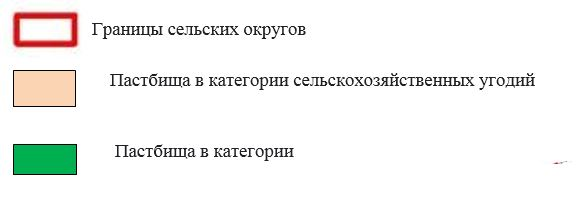 Границы сельских округов
Пастбища в категории сельскохозяйственных угодий
Пастбища в категории